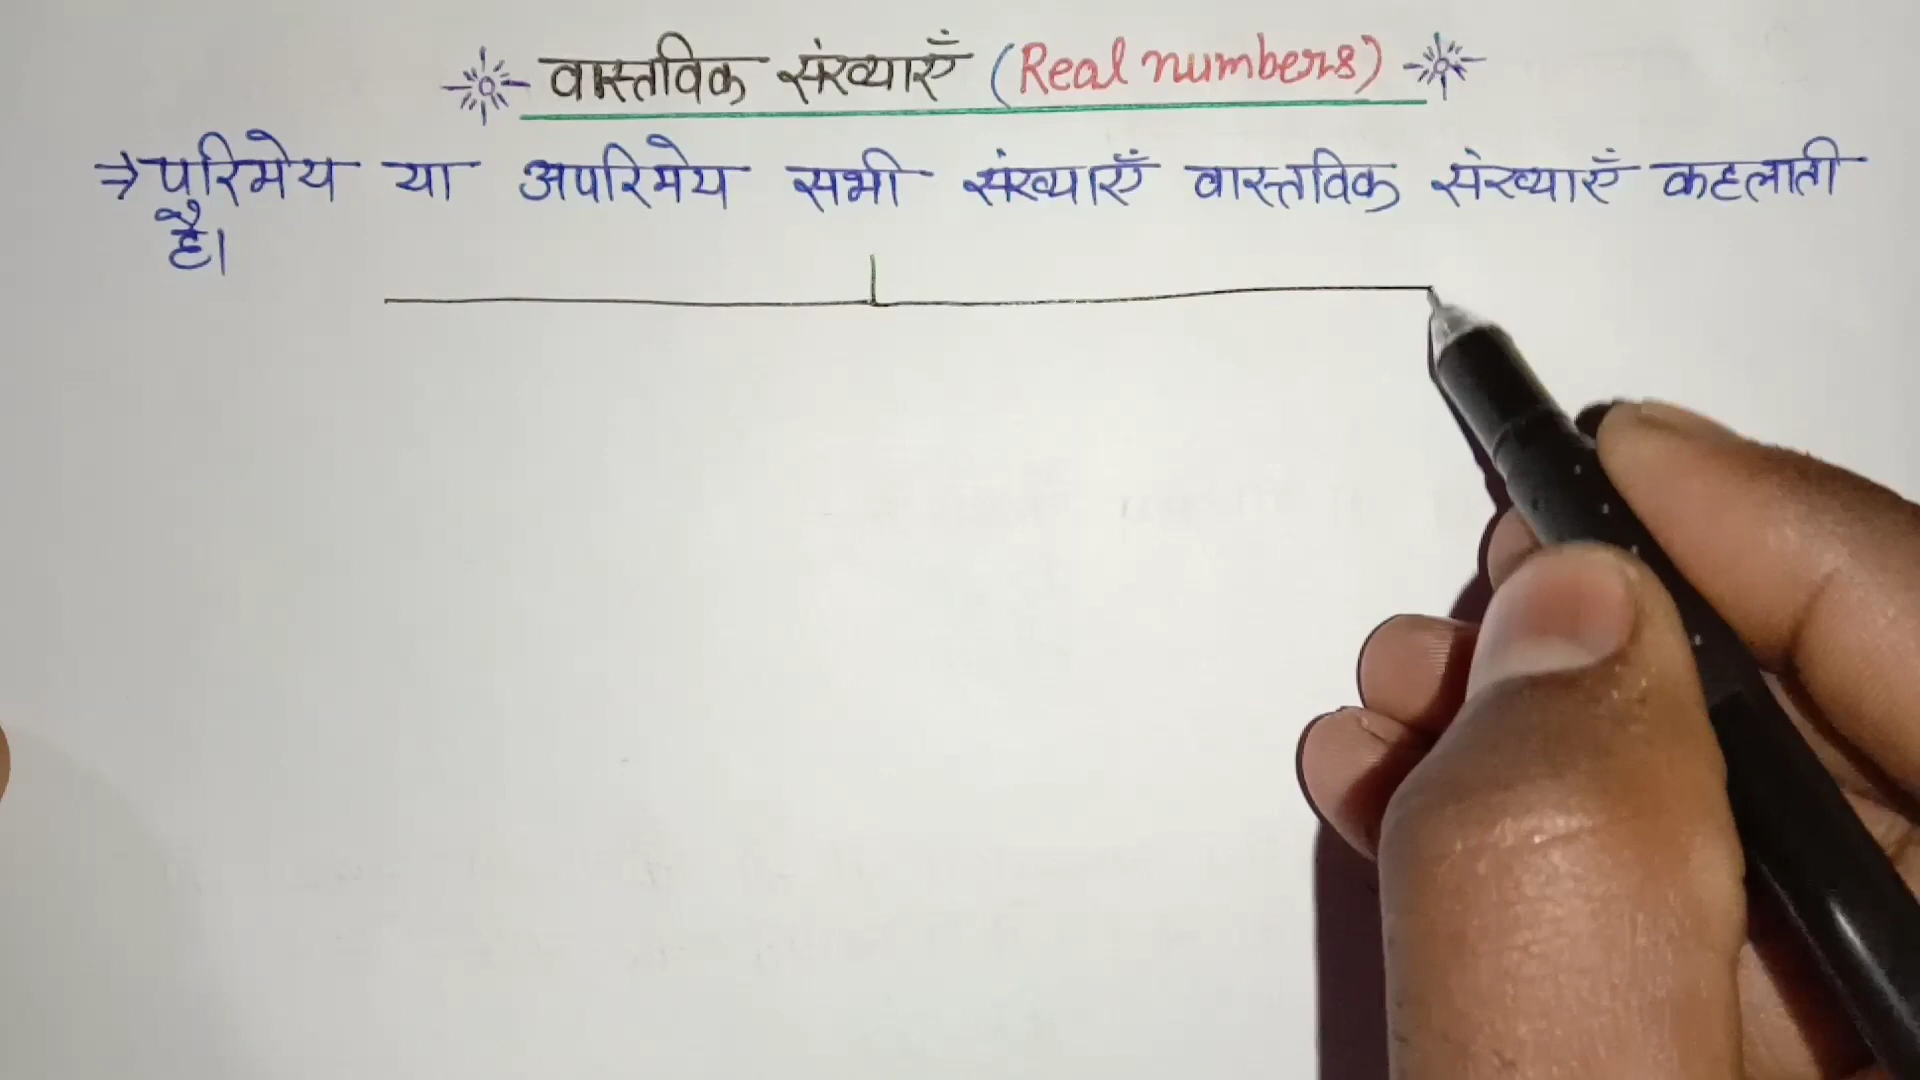 वास्तविक संख्याएँ (Real numbers)
→ परिमेय या अपरिमेय सभी संख्याएँ वास्तविक संख्याएँ कहलाती
है।